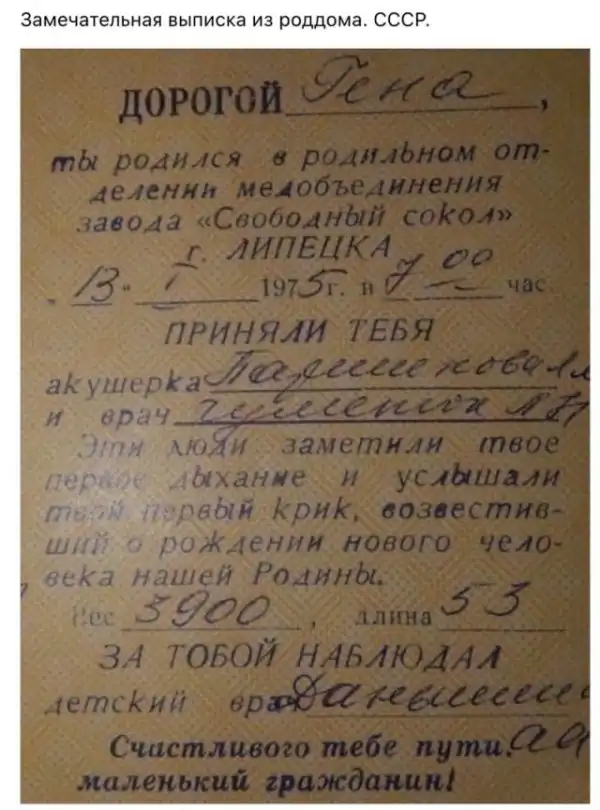 Замечательная выписка из роддома. СССР.
ДОРОГОЙ Гена,
ты родился в родильном от-
делении медобъединения
завода «Свободный сокол»
г. ЛИПЕЦКА
13 I 1975 г. в 7 00 час
ПРИНЯЛИ ТЕБЯ
акушерка
и врач
Эти люди заметили твое
первое дыхание и услышали
твой первый крик, возвестив-
ший о рождении нового чело-
века нашей Родины.
Вес 3900, длина 53
ЗА ТОБОЙ НАБЛЮДАЛ
детский врач
Счастливого тебе пути,
маленький гражданин!